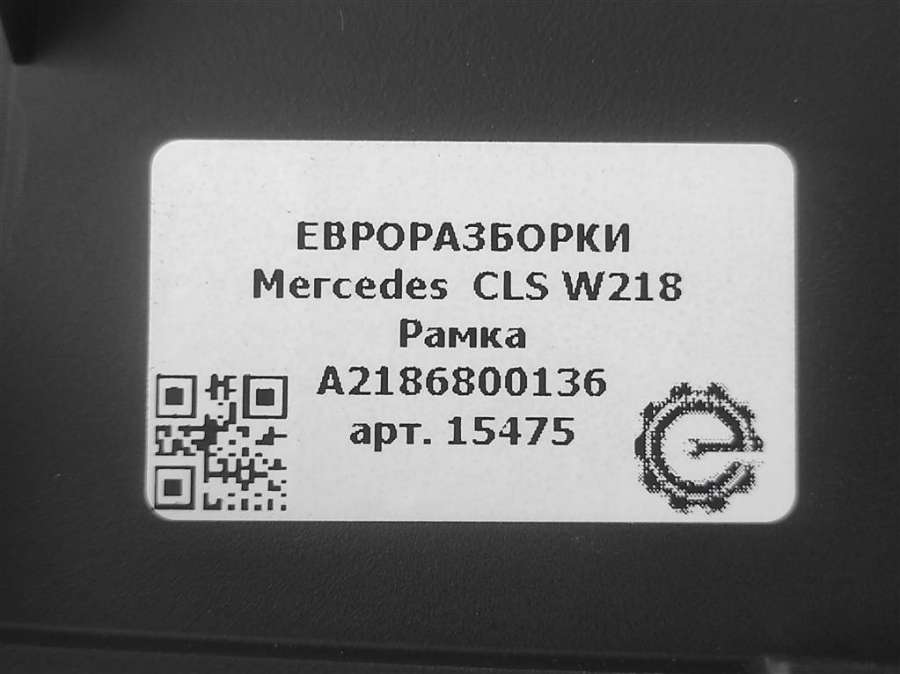 ЕВРОРАЗБОРКИ
Mercedes CLS W218
Рамка
A2186800136
арт. 15475